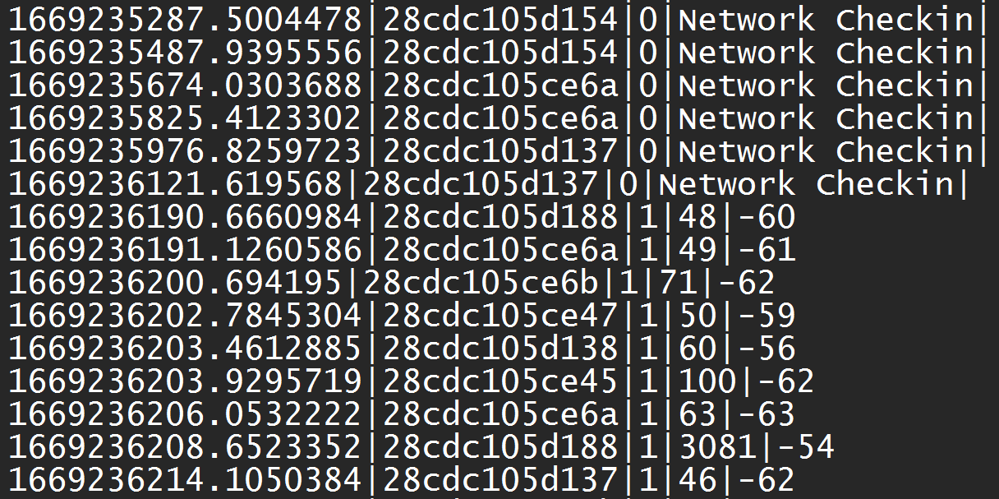 1669235287.5004478|28cdc105d154|0|Network Checkin|
1669235487.9395556|28cdc105d154|0|Network Checkin|
1669235674.0303688|28cdc105ce6a|0|Network Checkin|
1669235825.4123302|28cdc105ce6a|0|Network Checkin|
1669235976.8259723|28cdc105d137|0|Network Checkin|
1669236121.619568|28cdc105d137|0|Network Checkin|
1669236190.6660984|28cdc105d188|1|48|-60
1669236191.1260586|28cdc105ce6a|1|49|-61
1669236200.694195|28cdc105ce6b|1|71|-62
1669236202.7845304|28cdc105ce47|1|50|-59
1669236203.4612885|28cdc105d138|1|60|-56
1669236203.9295719|28cdc105ce45|1|100|-62
1669236206.0532222|28cdc105ce6a|1|63|-63
1669236208.6523352|28cdc105d188|1|3081|-54
1669236214.1050384|28cdc105d137|1|46|-62